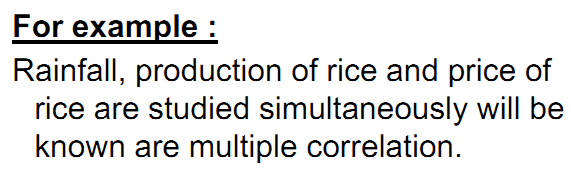 For example :
Rainfall, production of rice and price of
rice are studied simultaneously will be
known are multiple correlation.